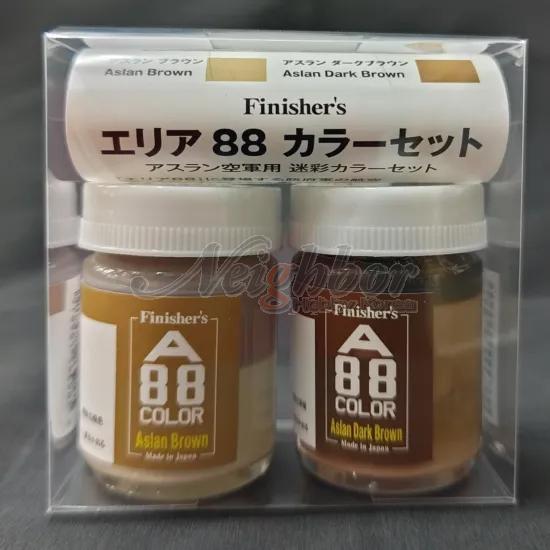 アスラン ブラウン
Aslan Brown
アスラン ダークブラウン
Aslan Dark Brown
Finisher's
エリア 88 カラーセット
アスラン空軍用 迷彩カラーセット
Neighbor
Finisher's
A
88
COLOR
Aslan Brown
Made in Japan
Finisher's
A
88
COLOR
Aslan Dark Brown
Made in Japan